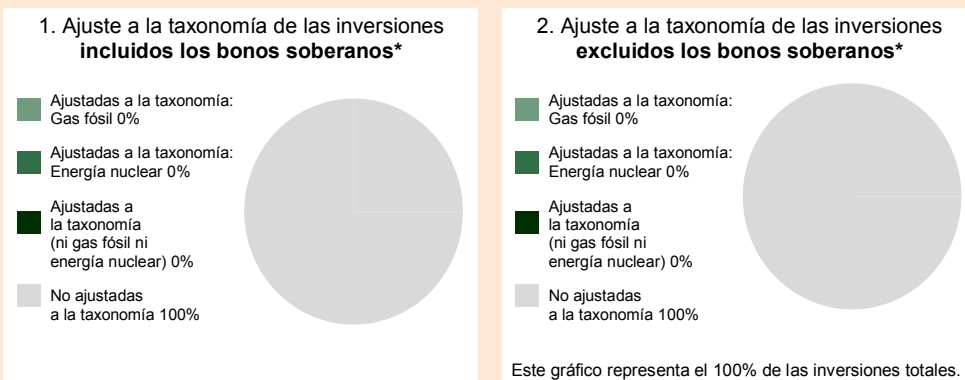 1. Ajuste a la taxonomía de las inversiones
incluidos los bonos soberanos*
Ajustadas a la taxonomía:
Gas fósil 0%
Ajustadas a la taxonomía:
Energía nuclear 0%
Ajustadas a
la taxonomía
(ni gas fósil ni
energía nuclear) 0%
No ajustadas
a la taxonomía 100%
2. Ajuste a la taxonomía de las inversiones
excluidos los bonos soberanos*
Ajustadas a la taxonomía:
Gas fósil 0%
Ajustadas a la taxonomía:
Energía nuclear 0%
Ajustadas a
la taxonomía
(ni gas fósil ni
energía nuclear) 0%
No ajustadas
a la taxonomía 100%
Este gráfico representa el 100% de las inversiones totales.